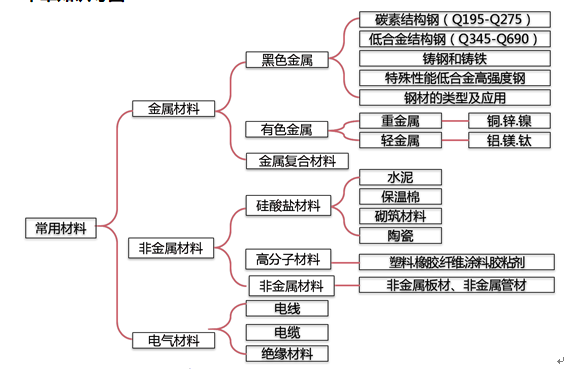 常用材料
金属材料
黑色金属
碳素结构钢（Q195-Q275）
低合金结构钢（Q345-Q690）
铸钢和铸铁
特殊性能低合金高强度钢
钢材的类型及应用
有色金属
重金属
铜.锌.镍
轻金属
铝.镁.钛
金属复合材料
非金属材料
硅酸盐材料
水泥
保温棉
砌筑材料
陶瓷
高分子材料
塑料.橡胶纤维涂料.胶粘剂
非金属材料
非金属板材、非金属管材
电气材料
电线
电缆
绝缘材料